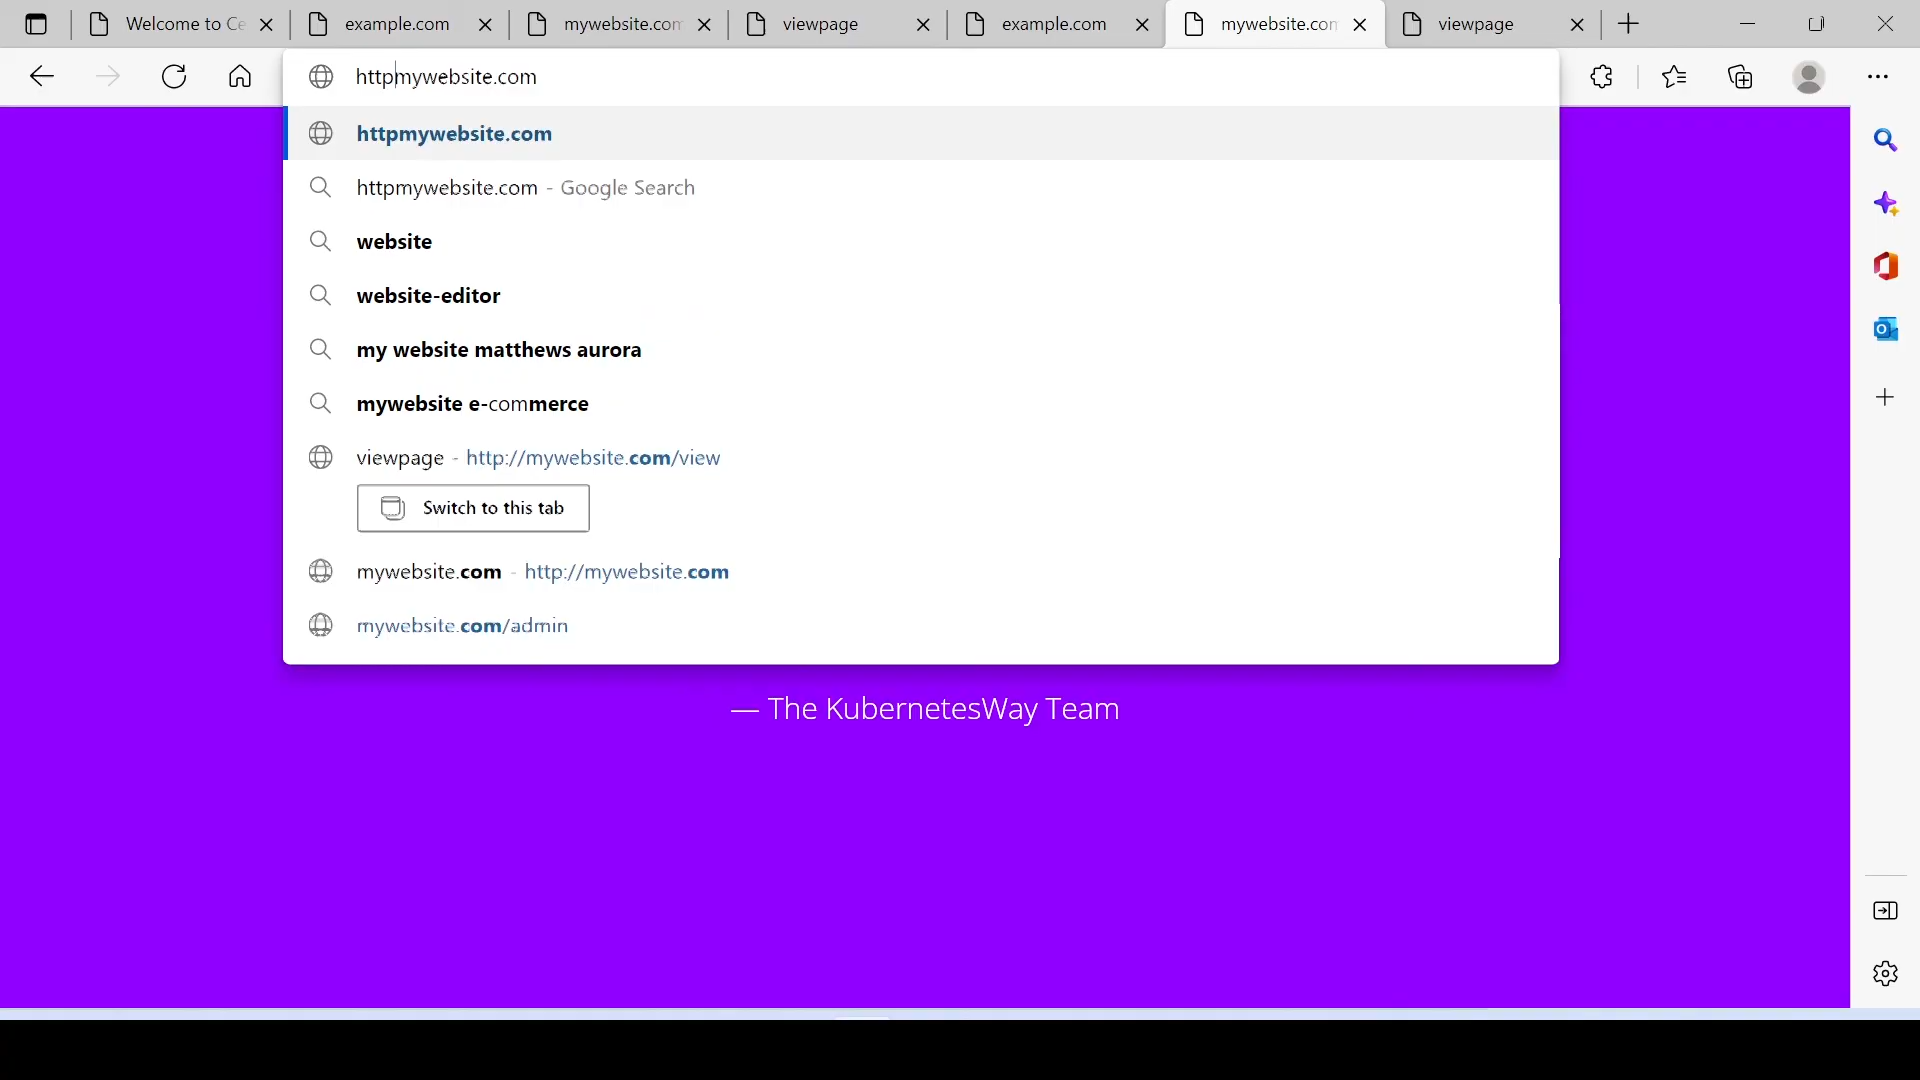 Welcome to Ce
example.com
mywebsite.com
viewpage
example.com
mywebsite.com
viewpage
httpmywebsite.com
httpmywebsite.com
httpmywebsite.com - Google Search
website
website-editor
my website matthews aurora
mywebsite e-commerce
viewpage - http://mywebsite.com/view
Switch to this tab
mywebsite.com - http://mywebsite.com
mywebsite.com/admin
— The KubernetesWay Team